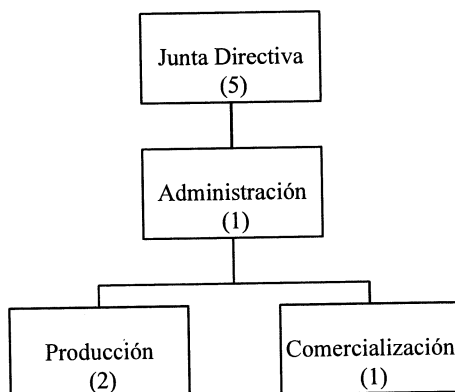 Junta Directiva
(5)
Administración
(1)
Producción
(2)
Comercialización
(1)